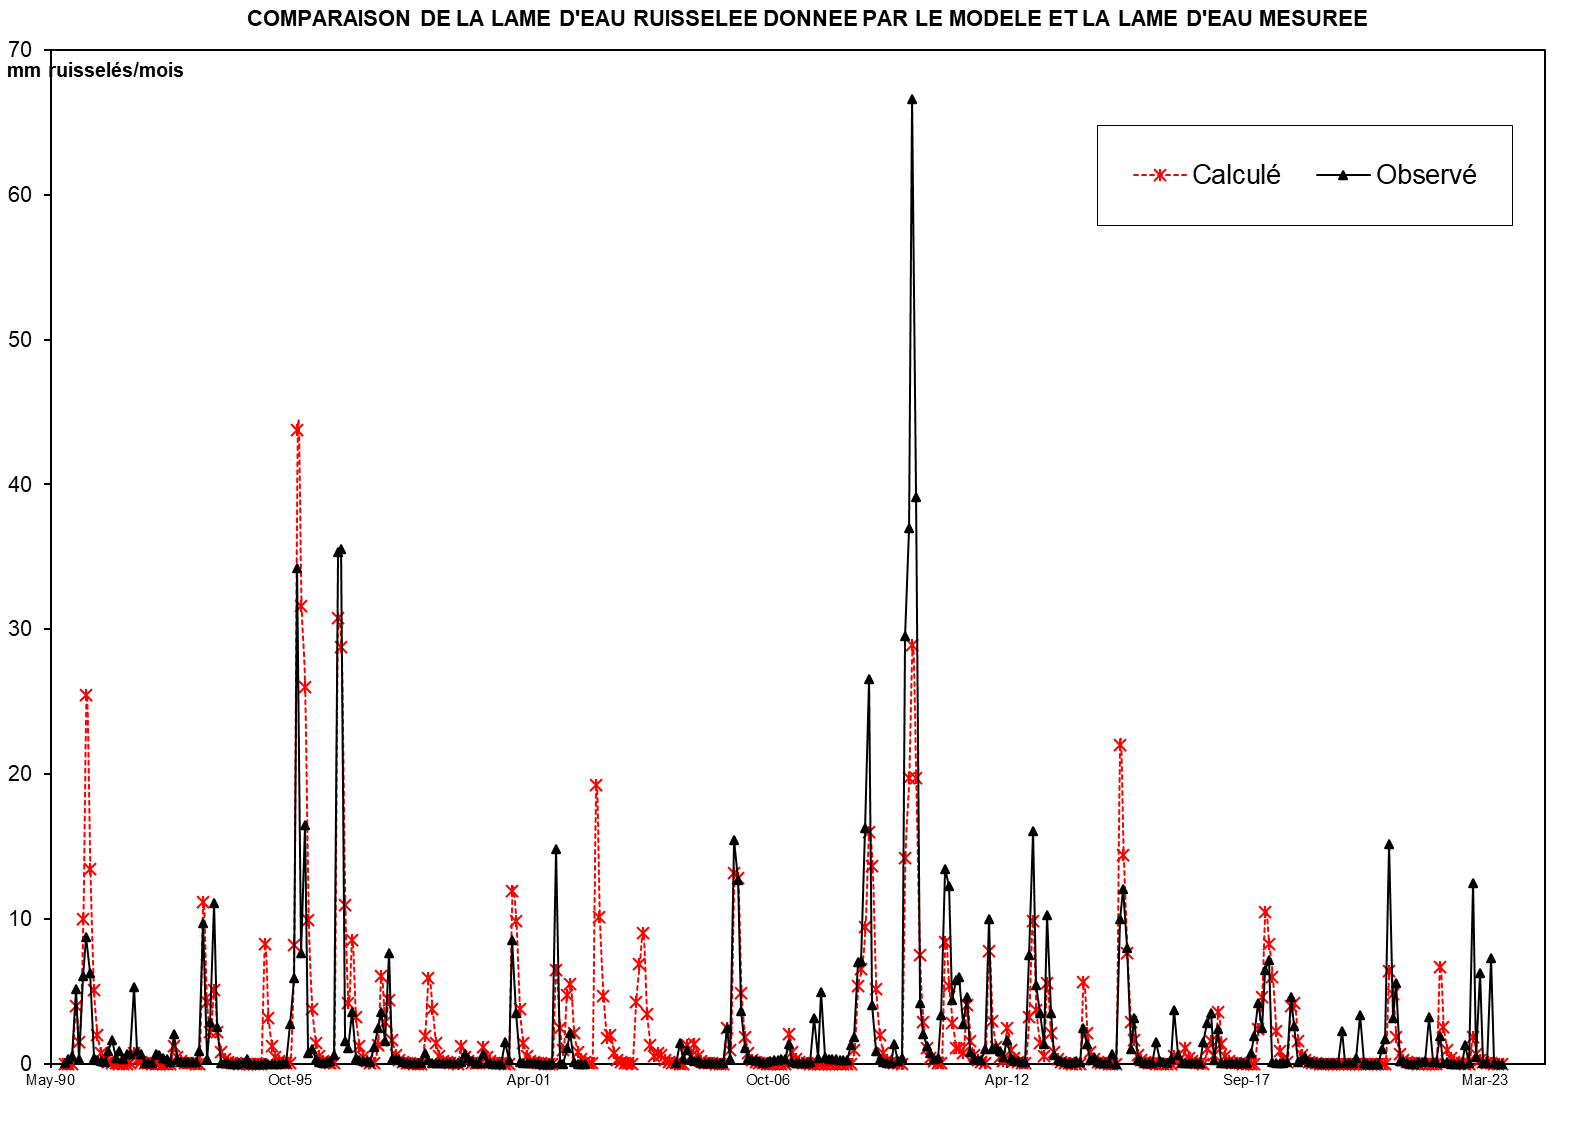 COMPARAISON DE LA LAME D'EAU RUISSELEE DONNEE PAR LE MODELE ET LA LAME D'EAU MESUREE
70
mm ruisselés/mois
Calculé Observé
60
50
40
30
20
10
0
May-90 Oct-95 Apr-01 Oct-06 Apr-12 Sep-17 Mar-23